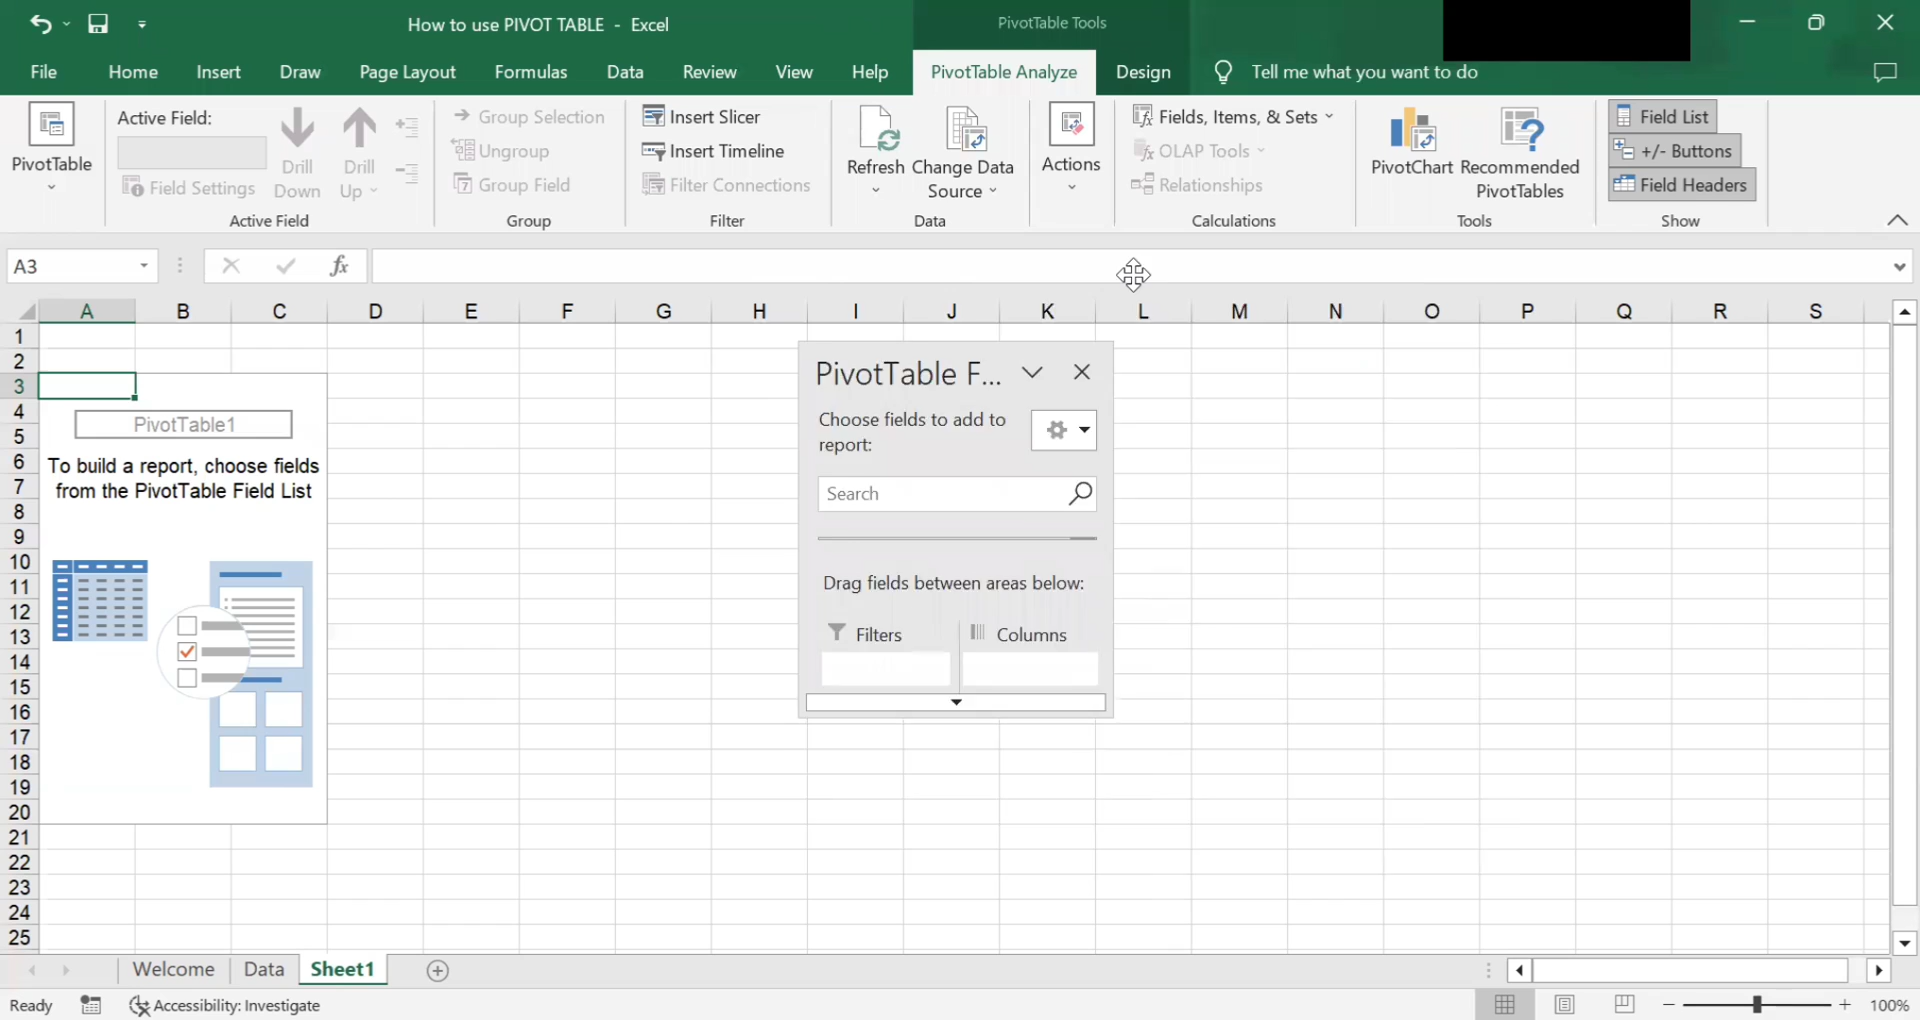 How to use PIVOT TABLE - Excel
PivotTable Tools
File Home Insert Draw Page Layout Formulas Data Review View Help PivotTable Analyze Design Tell me what you want to do
PivotTable
Active Field:
Field Settings
Drill
Down
Drill
Up
Active Field
Group Selection
Ungroup
Group Field
Group
Insert Slicer
Insert Timeline
Filter Connections
Filter
Refresh
Change Data
Source
Data
Actions
Fields, Items, & Sets
OLAP Tools
Relationships
Calculations
PivotChart
Recommended
PivotTables
Tools
Field List
+/- Buttons
Field Headers
Show
A3
fx
A B C D E F G H I J K L M N O P Q R S
1
2
3
4
5
6
7
8
9
10
11
12
13
14
15
16
17
18
19
20
21
22
23
24
25
PivotTable1
To build a report, choose fields
from the PivotTable Field List
PivotTable F...
Choose fields to add to
report:
Search
Drag fields between areas below:
Filters
Columns
Welcome Data Sheet1
Ready
Accessibility: Investigate
100%